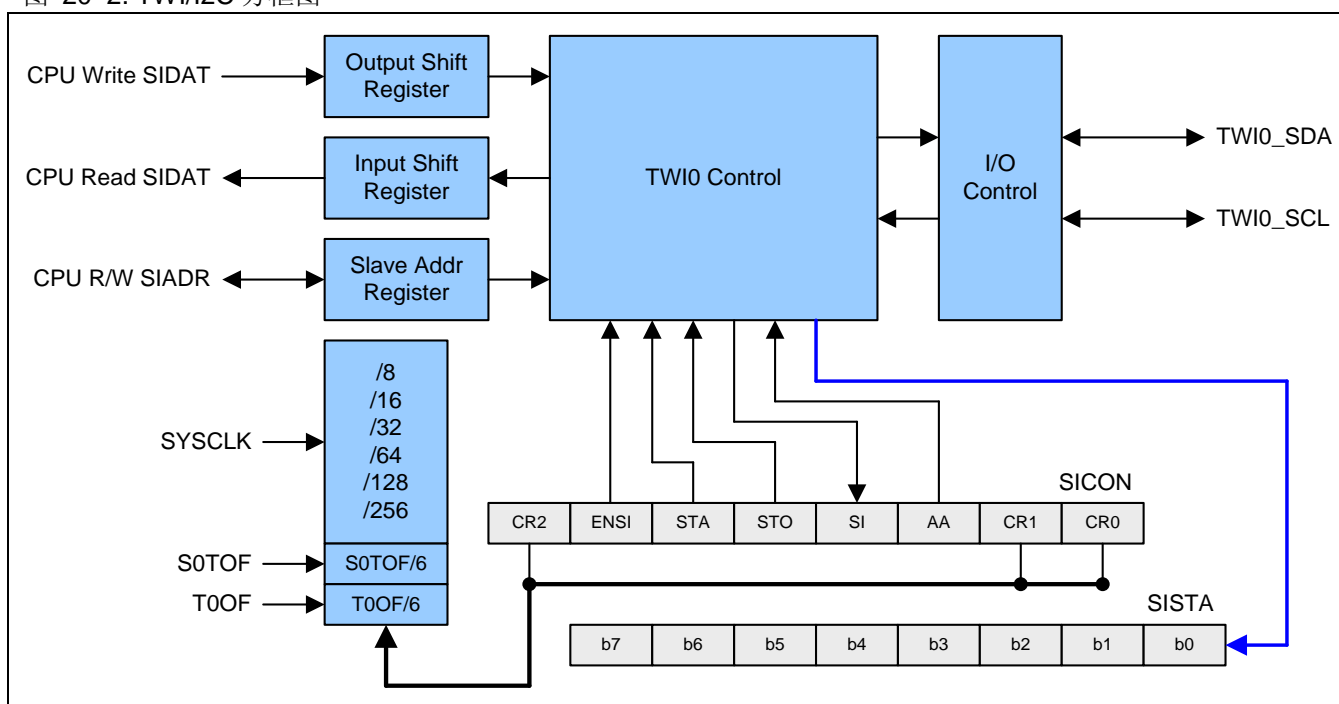 CPU Write SIDAT
Output Shift
Register
CPU Read SIDAT
Input Shift
Register
CPU R/W SIADR
Slave Addr
Register
TWI0 Control
I/O
Control
TWI0_SDA
TWI0_SCL
SYSCLK
/8
/16
/32
/64
/128
/256
S0TOF
S0TOF/6
T0OF
T0OF/6
SICON
CR2 ENSI STA STO SI AA CR1 CR0
SISTA
b7 b6 b5 b4 b3 b2 b1 b0